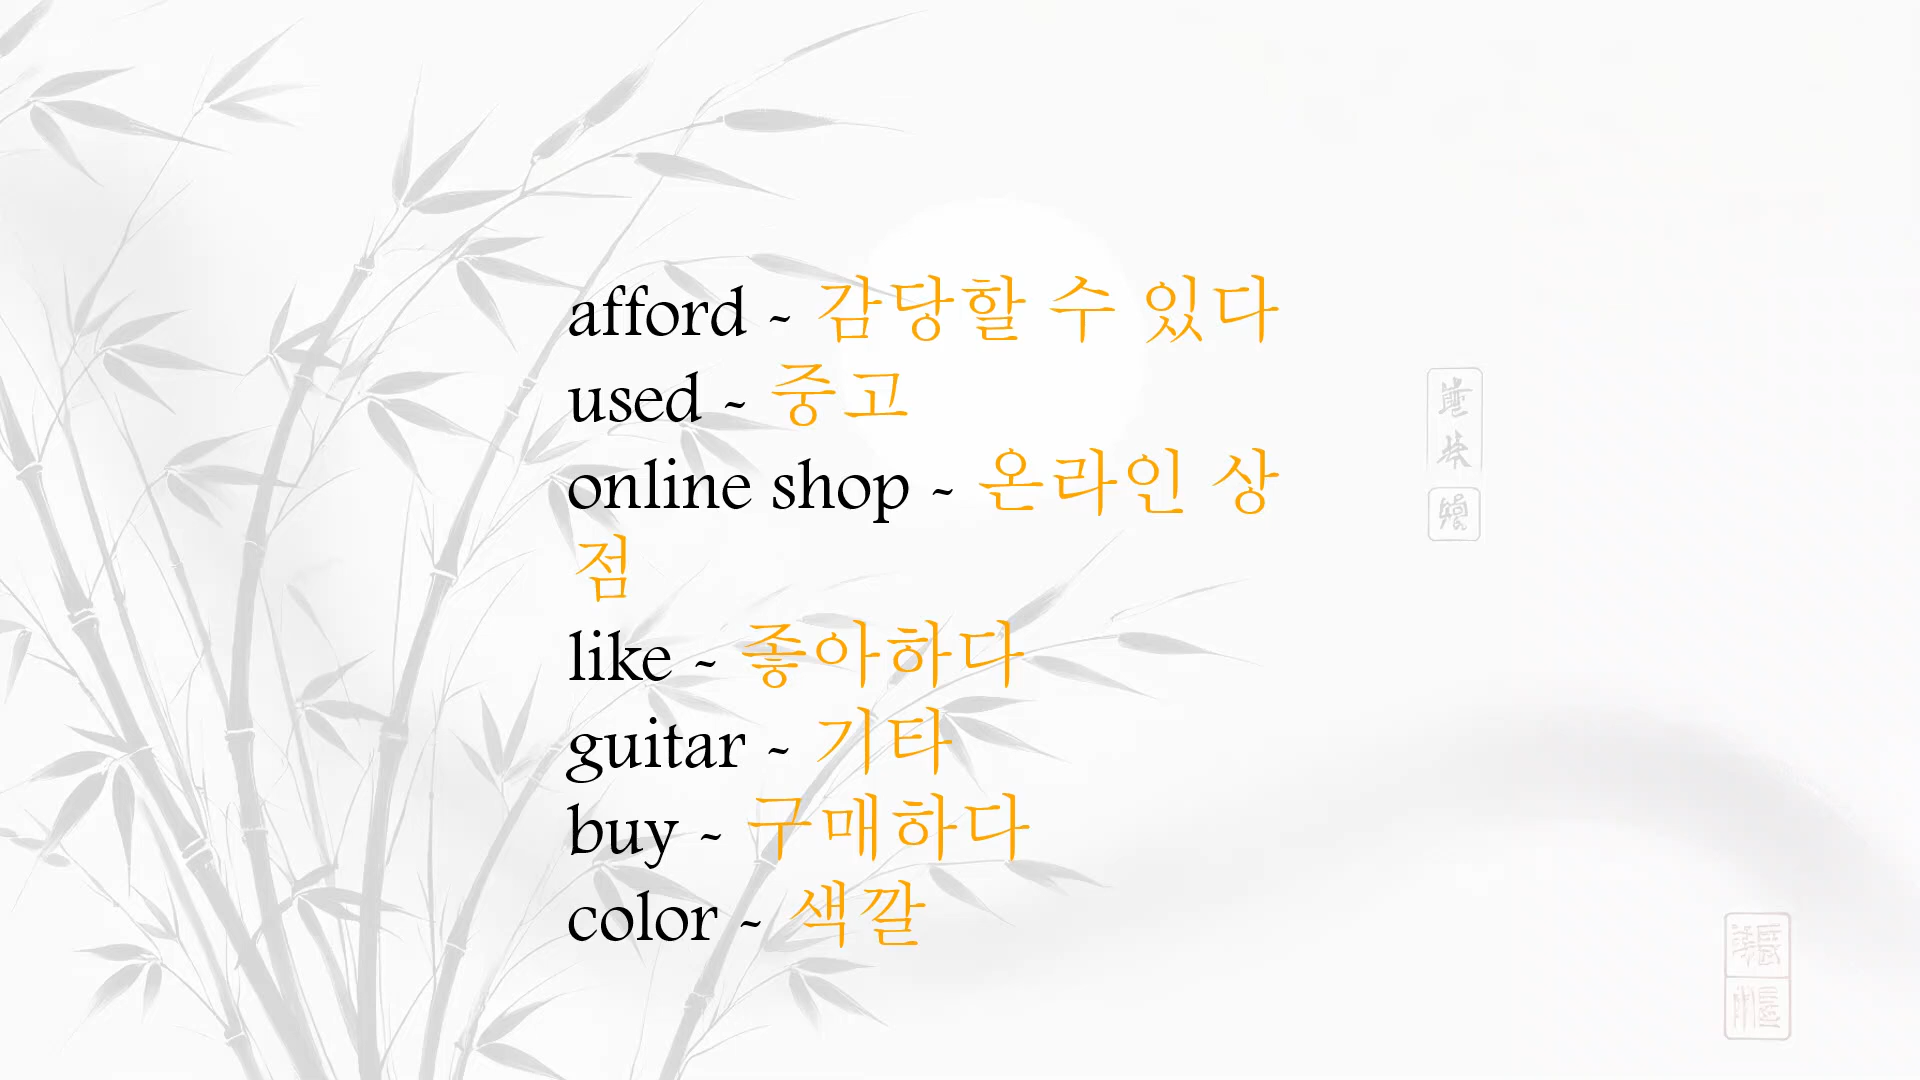 afford - 감당할 수 있다
used - 중고
online shop - 온라인 상
점
like - 좋아하다
guitar - 기타
buy - 구매하다
color - 색깔